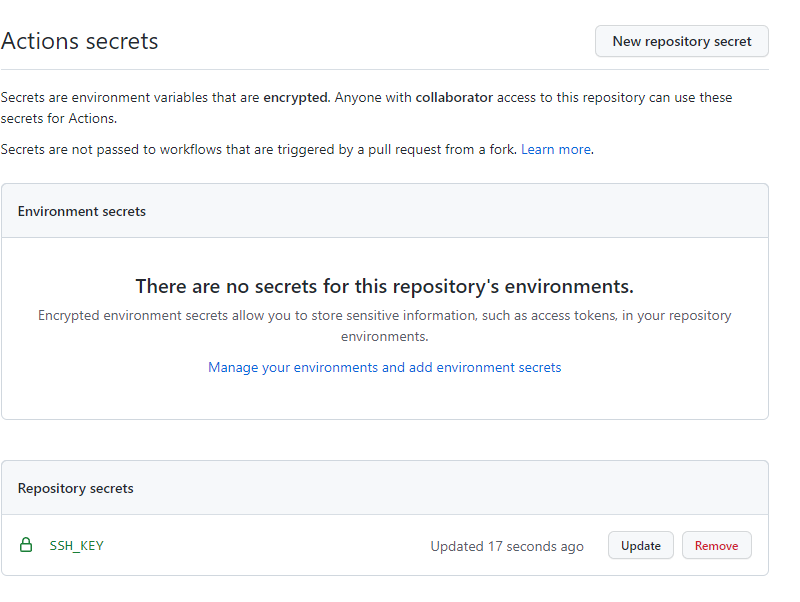 Actions secrets
New repository secret
Secrets are environment variables that are encrypted. Anyone with collaborator access to this repository can use these
secrets for Actions.
Secrets are not passed to workflows that are triggered by a pull request from a fork. Learn more.
Environment secrets
There are no secrets for this repository's environments.
Encrypted environment secrets allow you to store sensitive information, such as access tokens, in your repository
environments.
Manage your environments and add environment secrets
Repository secrets
SSH_KEY
Updated 17 seconds ago
Update
Remove